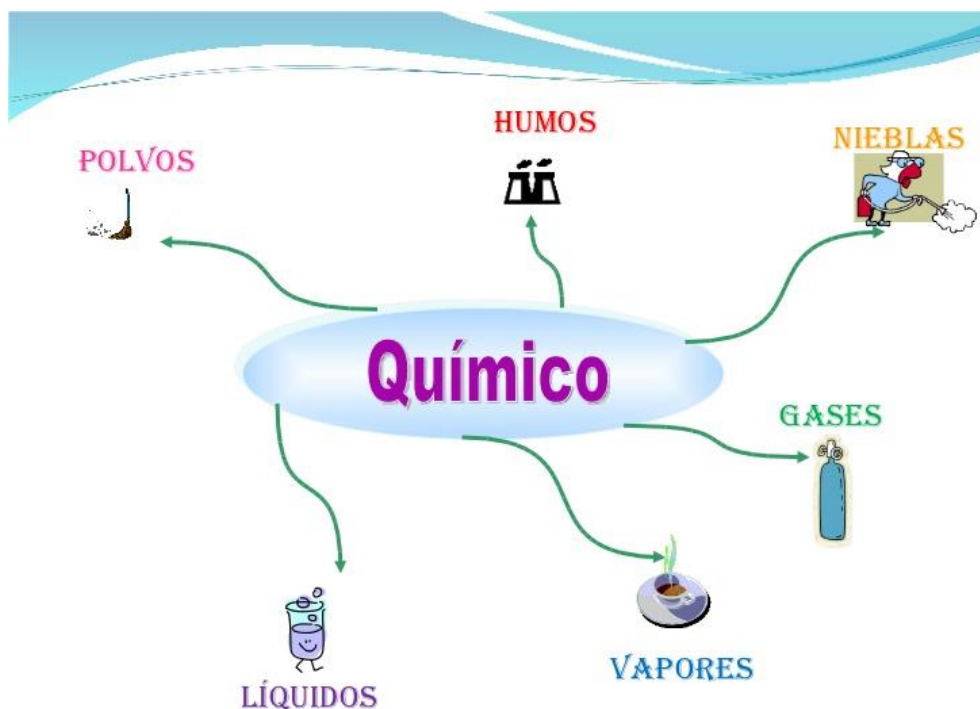 HUMOS
NIEBLAS
POLVOS
Químico
GASES
VAPORES
LÍQUIDOS